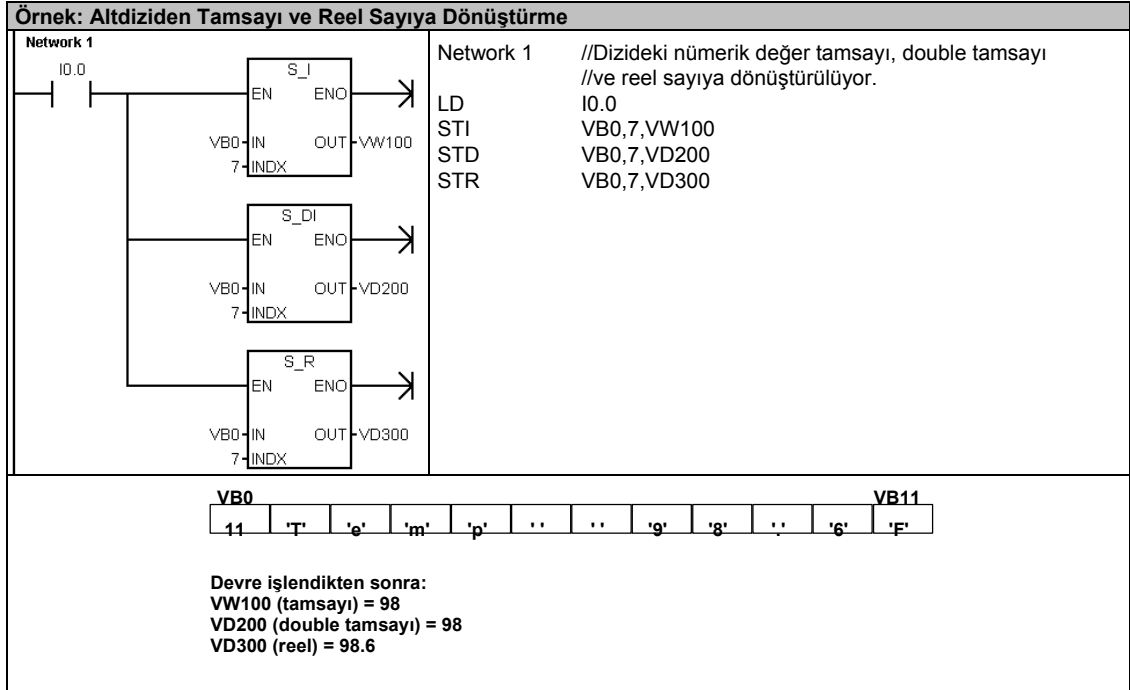 Örnek: Altdiziden Tamsayı ve Reel Sayıya Dönüştürme
Network 1
I0.0
S_I
EN ENO
VB0 IN OUT VW100
7 INDX
S_DI
EN ENO
VB0 IN OUT VD200
7 INDX
S_R
EN ENO
VB0 IN OUT VD300
7 INDX
Network 1 //Dizideki nümerik değer tamsayı, double tamsayı
//ve reel sayıya dönüştürülüyor.
LD I0.0
STI VB0,7,VW100
STD VB0,7,VD200
STR VB0,7,VD300
VB0 VB11
11 'T' 'e' 'm' 'p' ' ' ' ' '9' '8' '.' '6' 'F'
Devre işlendikten sonra:
VW100 (tamsayı) = 98
VD200 (double tamsayı) = 98
VD300 (reel) = 98.6